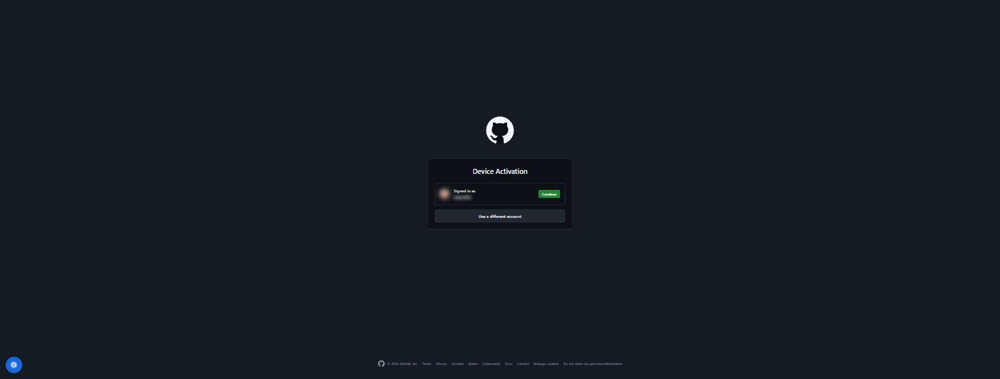 Device Activation
Signed in as
Continue
Use a different account
© 2026 GitHub, Inc. Terms Privacy Security Status Community Docs Contact Manage cookies Do not share my personal information